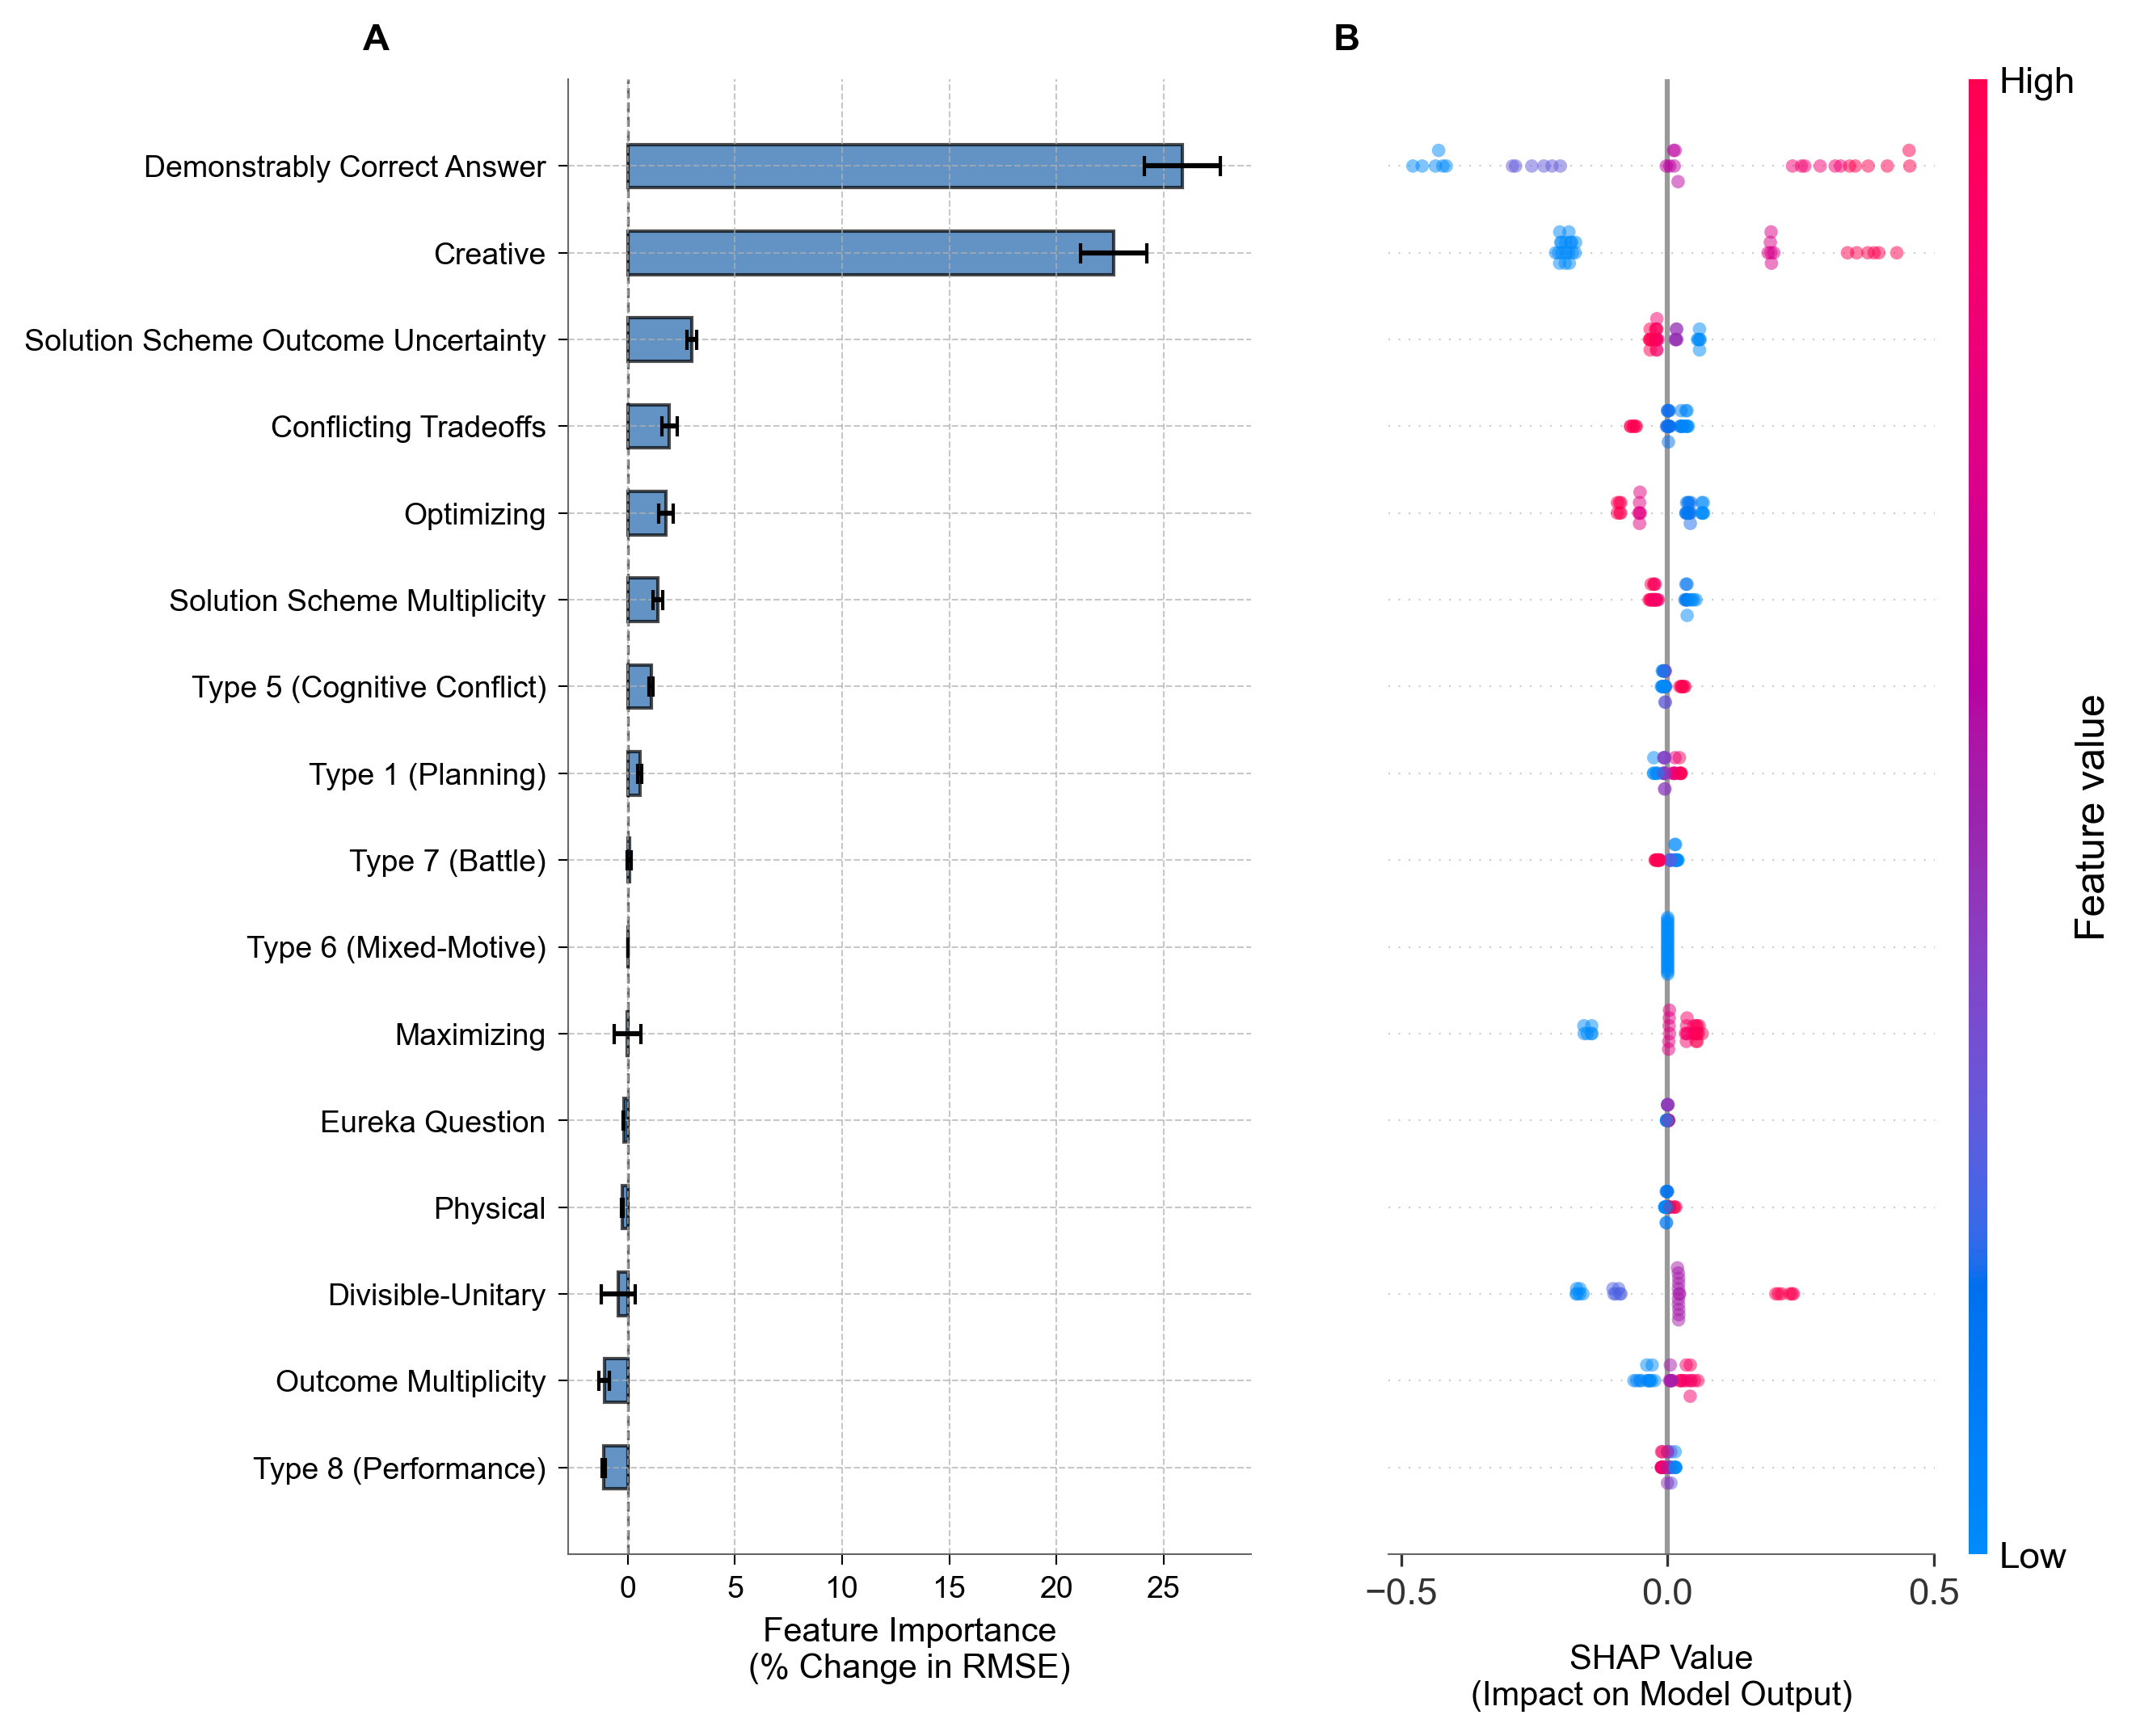 A
B
High
Demonstrably Correct Answer
Creative
Solution Scheme Outcome Uncertainty
Conflicting Tradeoffs
Optimizing
Solution Scheme Multiplicity
Type 5 (Cognitive Conflict)
Type 1 (Planning)
Type 7 (Battle)
Type 6 (Mixed-Motive)
Maximizing
Eureka Question
Physical
Divisible-Unitary
Outcome Multiplicity
Type 8 (Performance)
Feature value
Low
0 5 10 15 20 25
Feature Importance
(% Change in RMSE)
−0.5 0.0 0.5
SHAP Value
(Impact on Model Output)